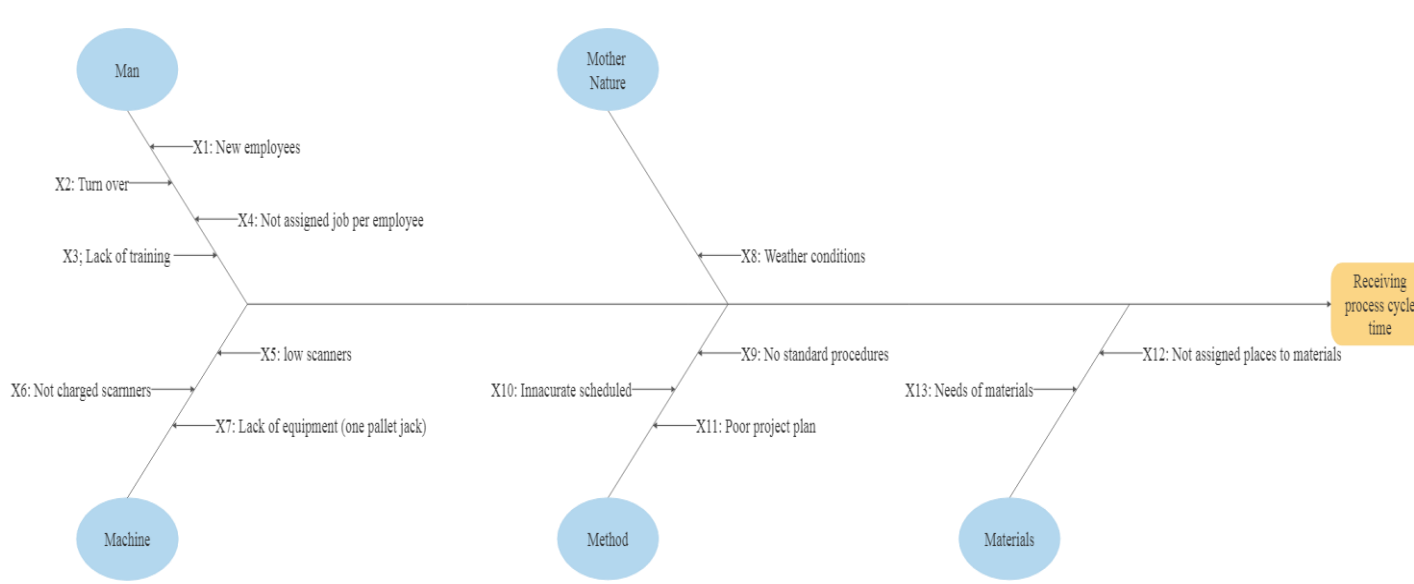 Man
Mother
Nature
X1: New employees
X2: Turn over
X4: Not assigned job per employee
X3; Lack of training
X8: Weather conditions
Receiving
process cycle
time
X5: low scanners
X9: No standard procedures
X12: Not assigned places to materials
X6: Not charged scarnners
X10: Innacurate scheduled
X13: Needs of materials
X7: Lack of equipment (one pallet jack)
X11: Poor project plan
Machine
Method
Materials